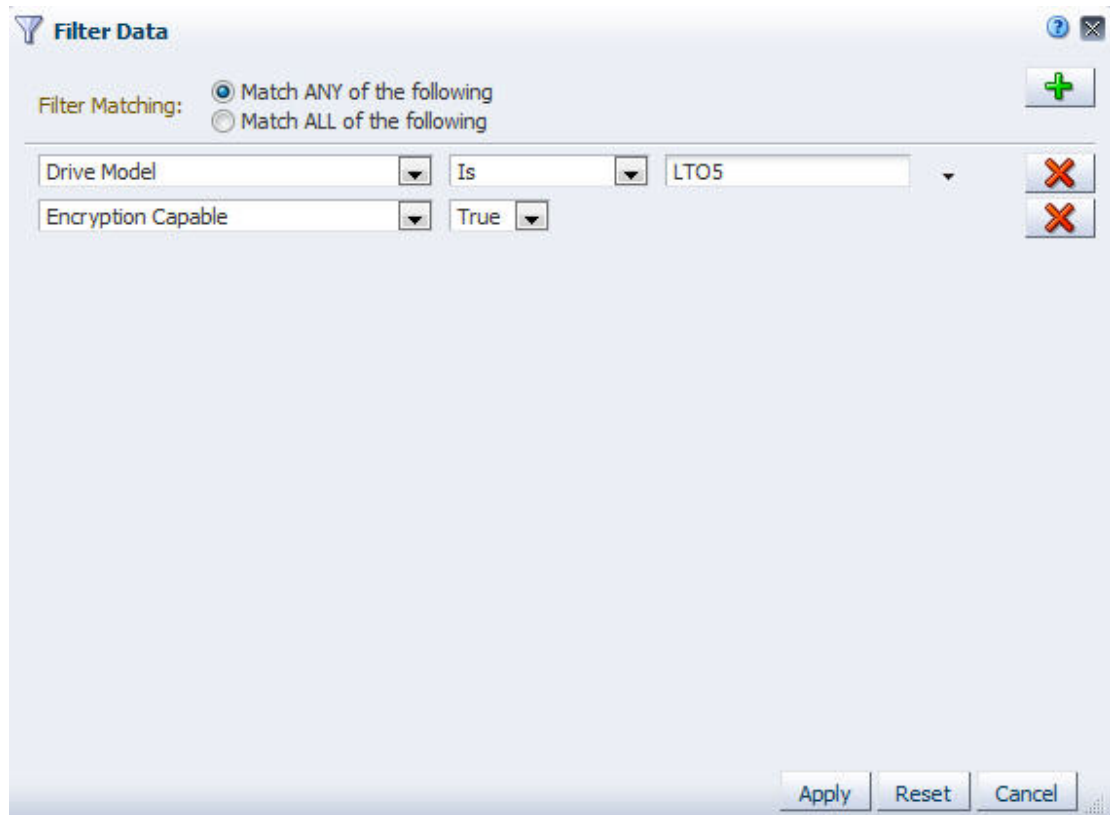 Filter Data
Filter Matching:
Match ANY of the following
Match ALL of the following
Drive Model Is LTO5
Encryption Capable True
Apply Reset Cancel